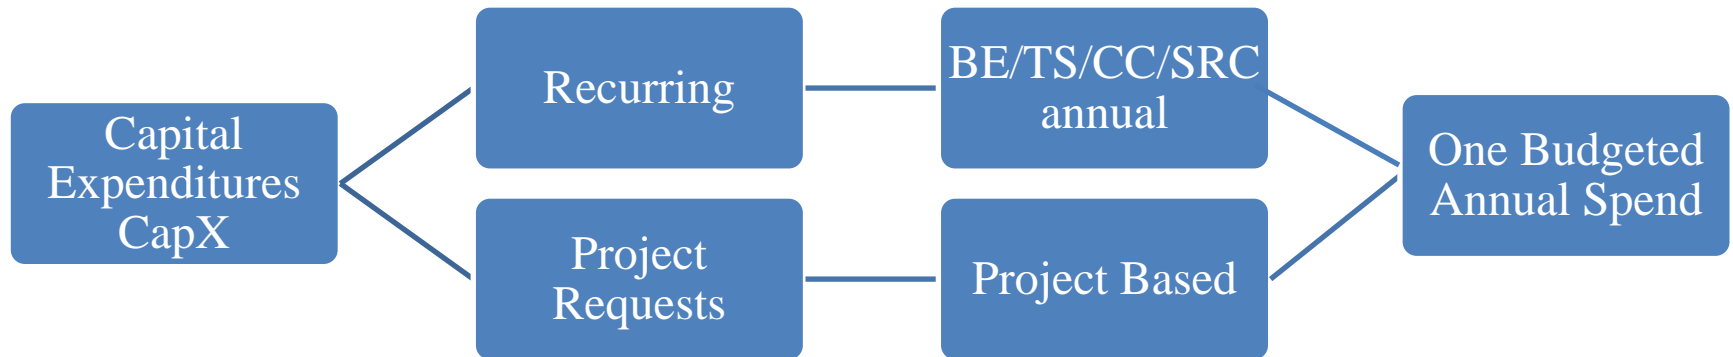 Capital
Expenditures
CapX
Recurring
Project
Requests
BE/TS/CC/SRC
annual
Project Based
One Budgeted
Annual Spend